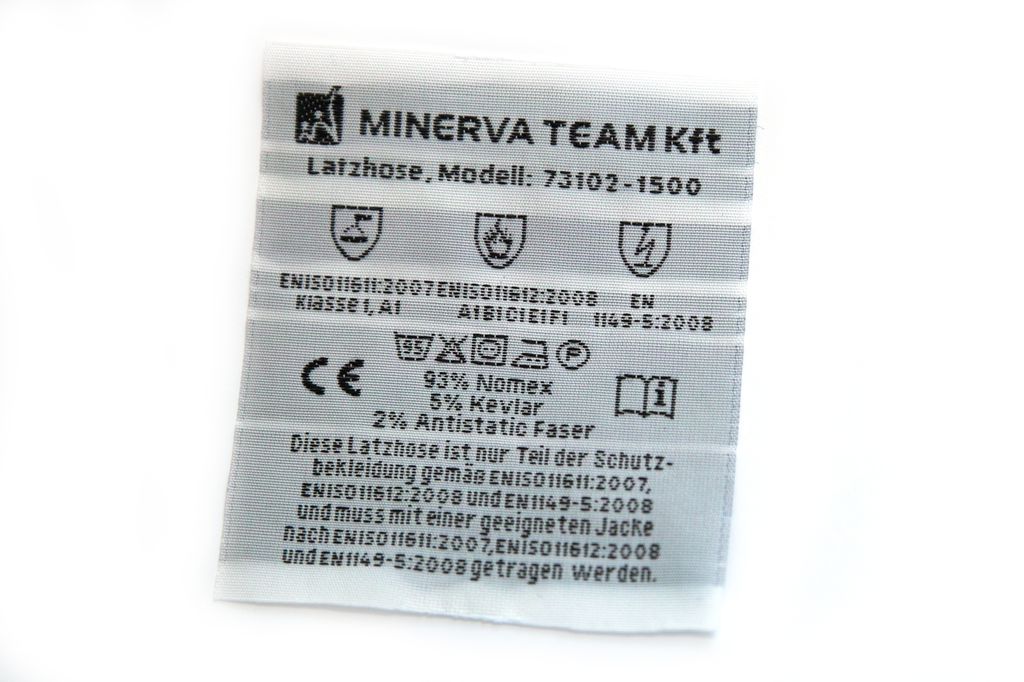 MINERVA TEAM Kft
Latzhose, Modell: 73102-1500
ENISO11611:2007 ENISO11612:2008 EN
Klasse 1, A1 A1B1C1E1F1 1149-5:2008
95 P
93% Nomex
CE 5% Kevlar i
2% Antistatic Faser
Diese Latzhose ist nur Teil der Schutz-
bekleidung gemäß ENISO11611:2007,
ENISO11612:2008 und EN1149-5:2008
und muss mit einer geeigneten Jacke
nach ENISO11611:2007, ENISO11612:2008
und EN1149-5:2008 getragen werden.